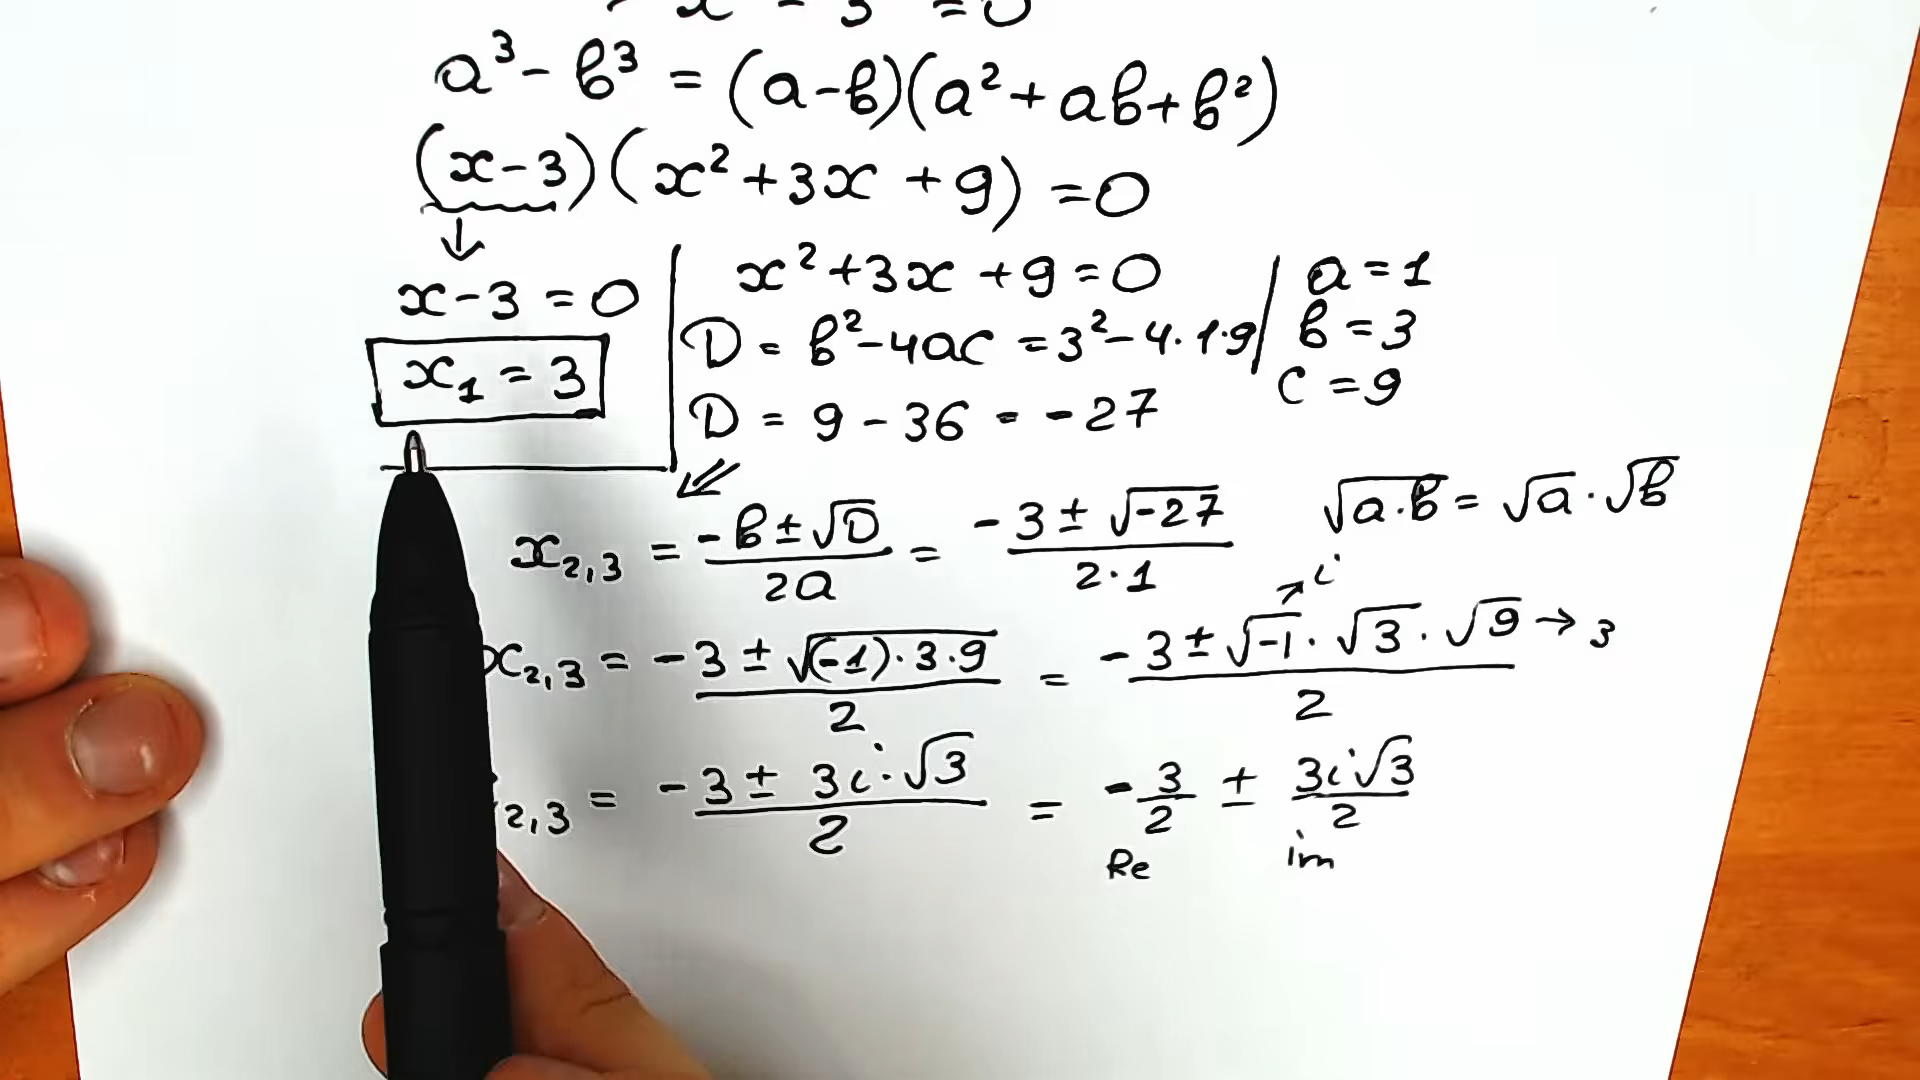 x - 3 = 0
a³ - b³ = (a-b)(a² + ab + b²)
(x-3)(x² + 3x + 9) = 0
↓
x - 3 = 0
x₁ = 3
x² + 3x + 9 = 0
D = b² - 4ac = 3² - 4·1·9
D = 9 - 36 = -27
a = 1
b = 3
c = 9
x₂,₃ = (-b ± √D)/(2a) = (-3 ± √-27)/(2·1)
√(a·b) = √a · √b
x₂,₃ = (-3 ± √((-1)·3·9))/2 = (-3 ± √-1 · √3 · √9)/2
↗ i
→ 3
₂,₃ = (-3 ± 3i·√3)/2 = -3/2 ± (3i√3)/2
Re im